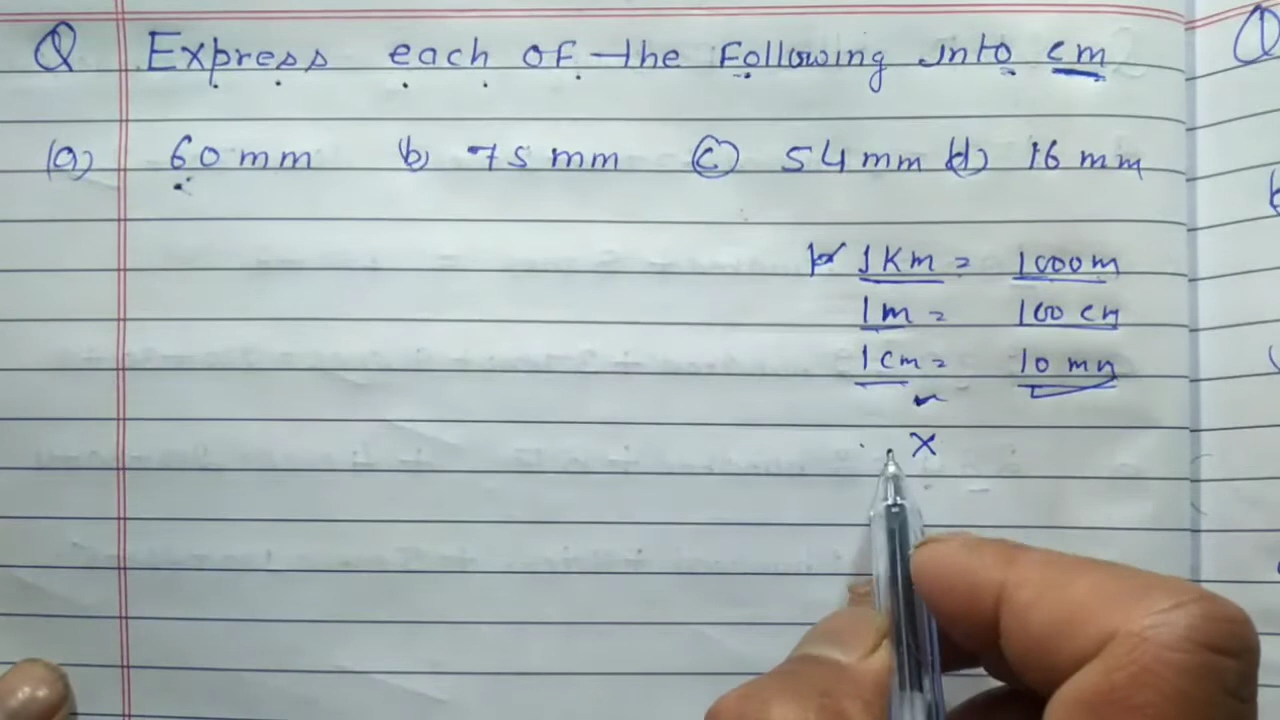 Q Express each of the Following into cm
(a) 60 mm b) 75 mm (c) 54 mm d) 16 mm
1 Km = 1000 m
1 m = 100 cm
1 cm = 10 mm
x